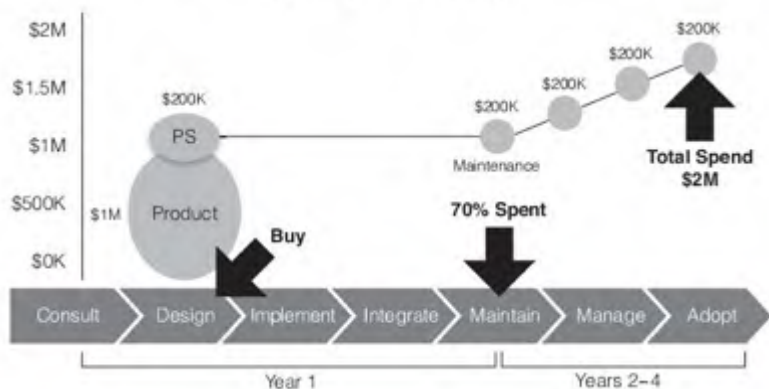 $2M
$1.5M
$1M
$500K
$0K
$200K
PS
$1M
Product
Buy
$200K
Maintenance
70% Spent
$200K
$200K
$200K
Total Spend
$2M
Consult
Design
Implement
Integrate
Maintain
Manage
Adopt
Year 1
Years 2–4